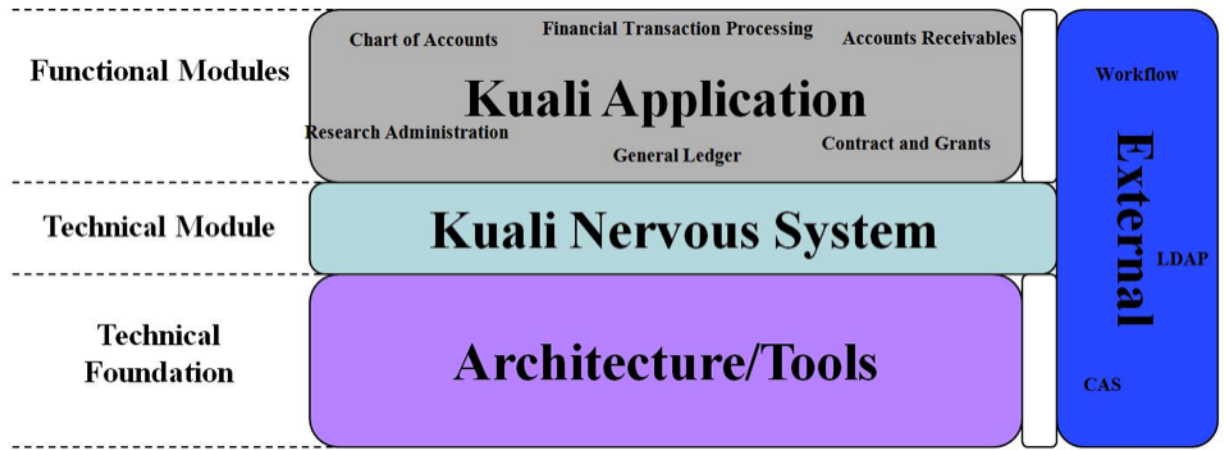 Functional Modules
Chart of Accounts
Financial Transaction Processing
Accounts Receivables
Kuali Application
Research Administration
General Ledger
Contract and Grants
Technical Module
Kuali Nervous System
Technical
Foundation
Architecture/Tools
Workflow
External
LDAP
CAS